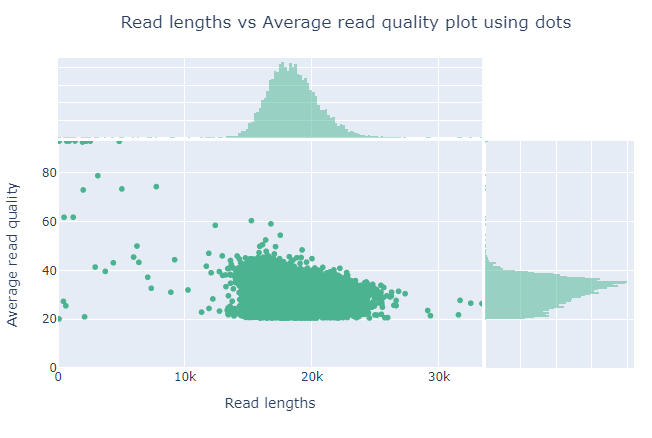 Read lengths vs Average read quality plot using dots
80
60
40
20
0
Average read quality
0 10k 20k 30k
Read lengths